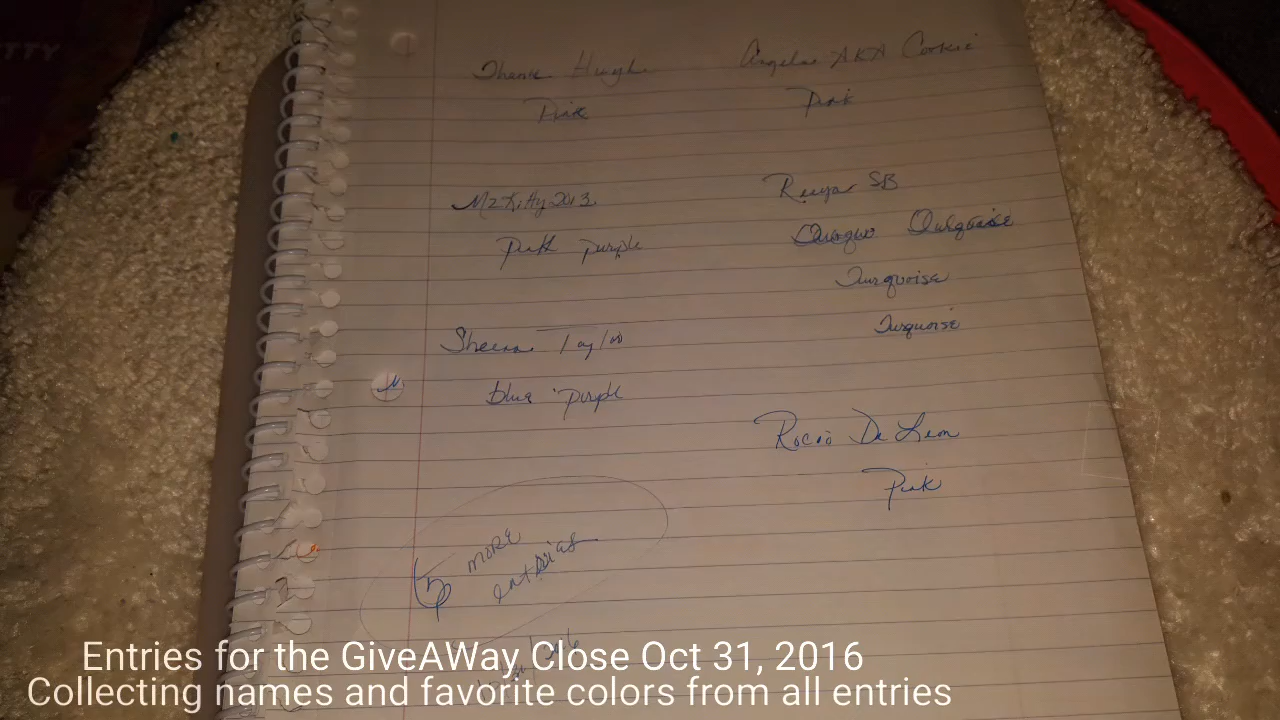 Angela AKA Cookie
Pink
Pink
MzKitty2013
Pink purple
Sheena Taylor
blue purple
SB
Turquoise
Turquoise
Rocio De Leon
Pink
more
entries
Entries for the GiveAWay Close Oct 31, 2016
Collecting names and favorite colors from all entries